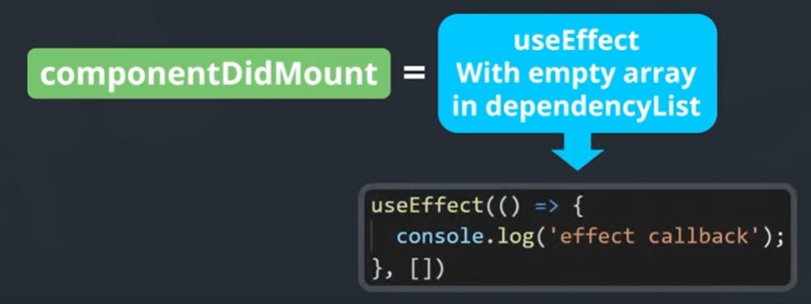 componentDidMount
=
useEffect
With empty array
in dependencyList
useEffect(() => {
console.log('effect callback');
}, [])